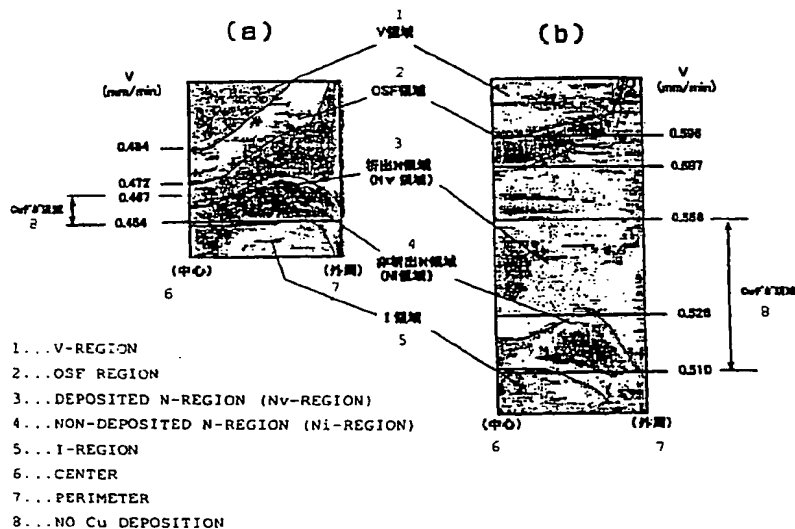 (a)
1
V領域
(b)
V
(mm/min)
2
OSF領域
V
(mm/min)
0.484
3
析出N領域
(Nv 領域)
0.472
0.467
0.454
8
4
非析出N領域
(Ni領域)
(中心)
6
(外周)
7
I 領域
5
0.596
0.587
0.558
0.526
0.510
8
(中心)
6
(外周)
7
1...V-REGION
2...OSF REGION
3...DEPOSITED N-REGION (Nv-REGION)
4...NON-DEPOSITED N-REGION (Ni-REGION)
5...I-REGION
6...CENTER
7...PERIMETER
8...NO Cu DEPOSITION